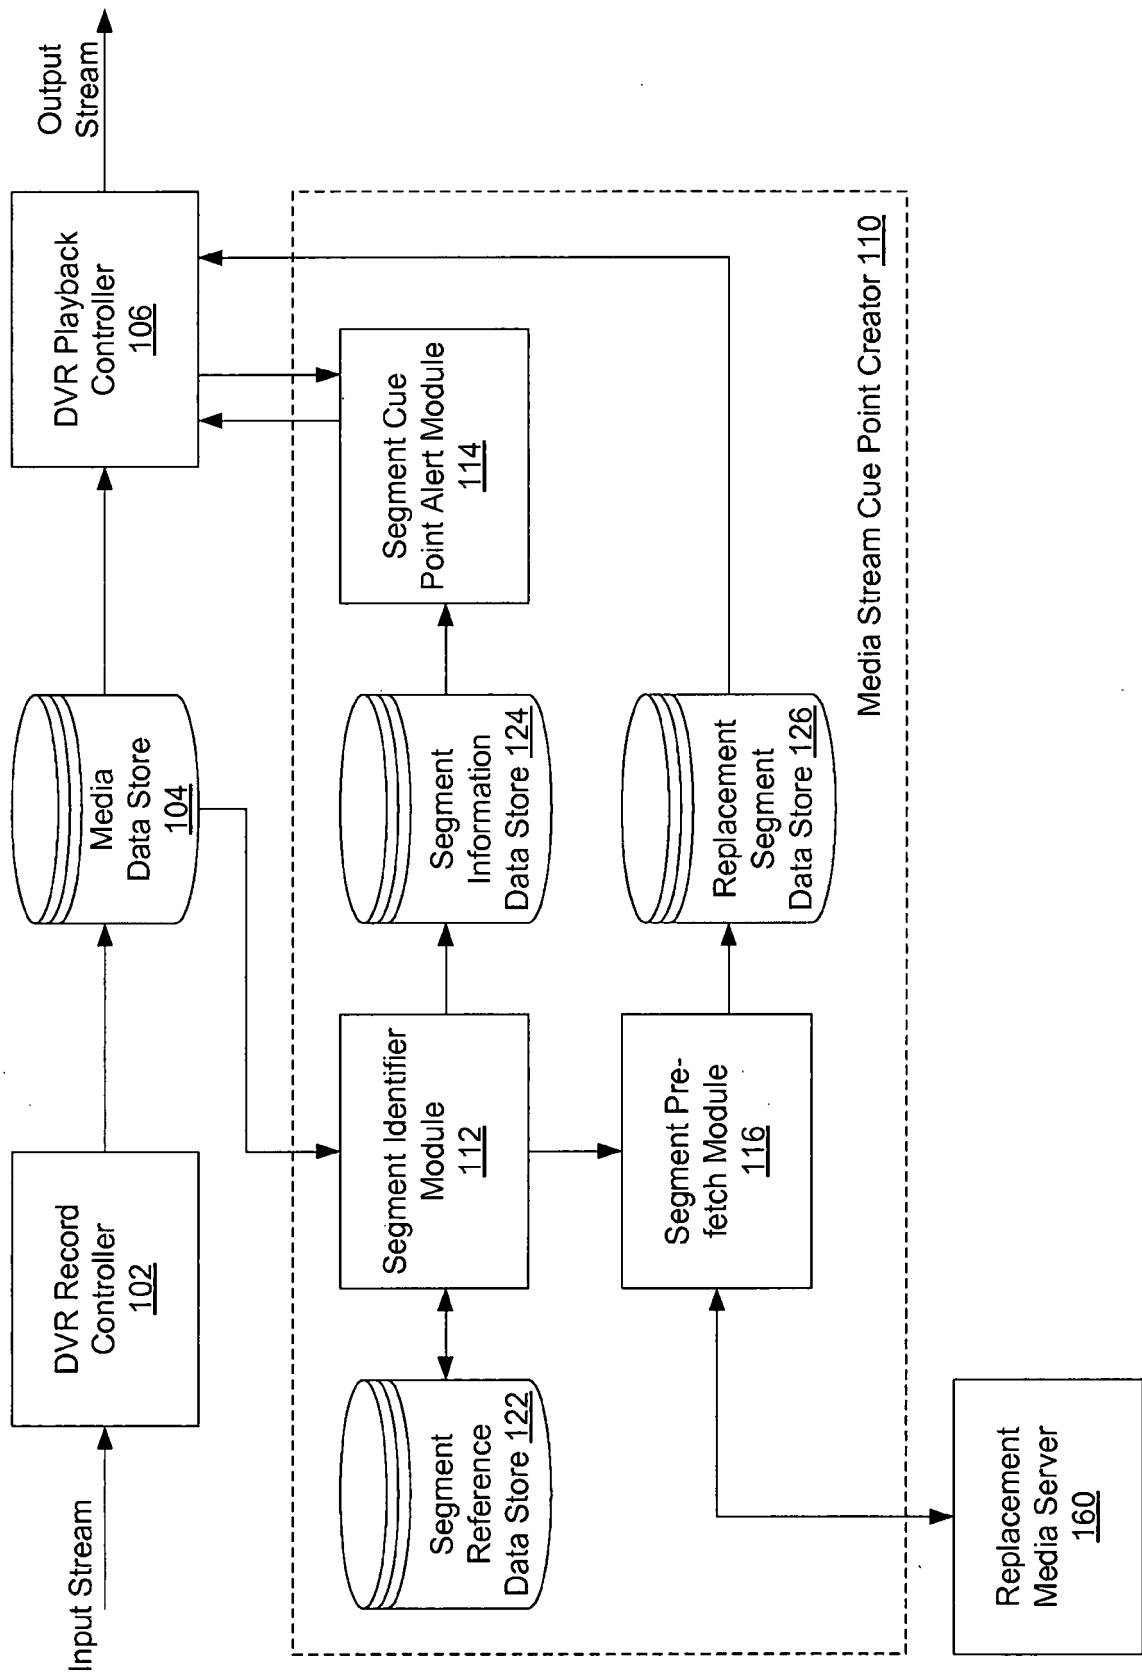 Input Stream
DVR Record
Controller
102
Media
Data Store
104
DVR Playback
Controller
106
Output
Stream
Segment
Reference
Data Store 122
Segment Identifier
Module
112
Segment
Information
Data Store 124
Segment Cue
Point Alert Module
114
Segment Pre-
fetch Module
116
Replacement
Segment
Data Store 126
Media Stream Cue Point Creator 110
Replacement
Media Server
160